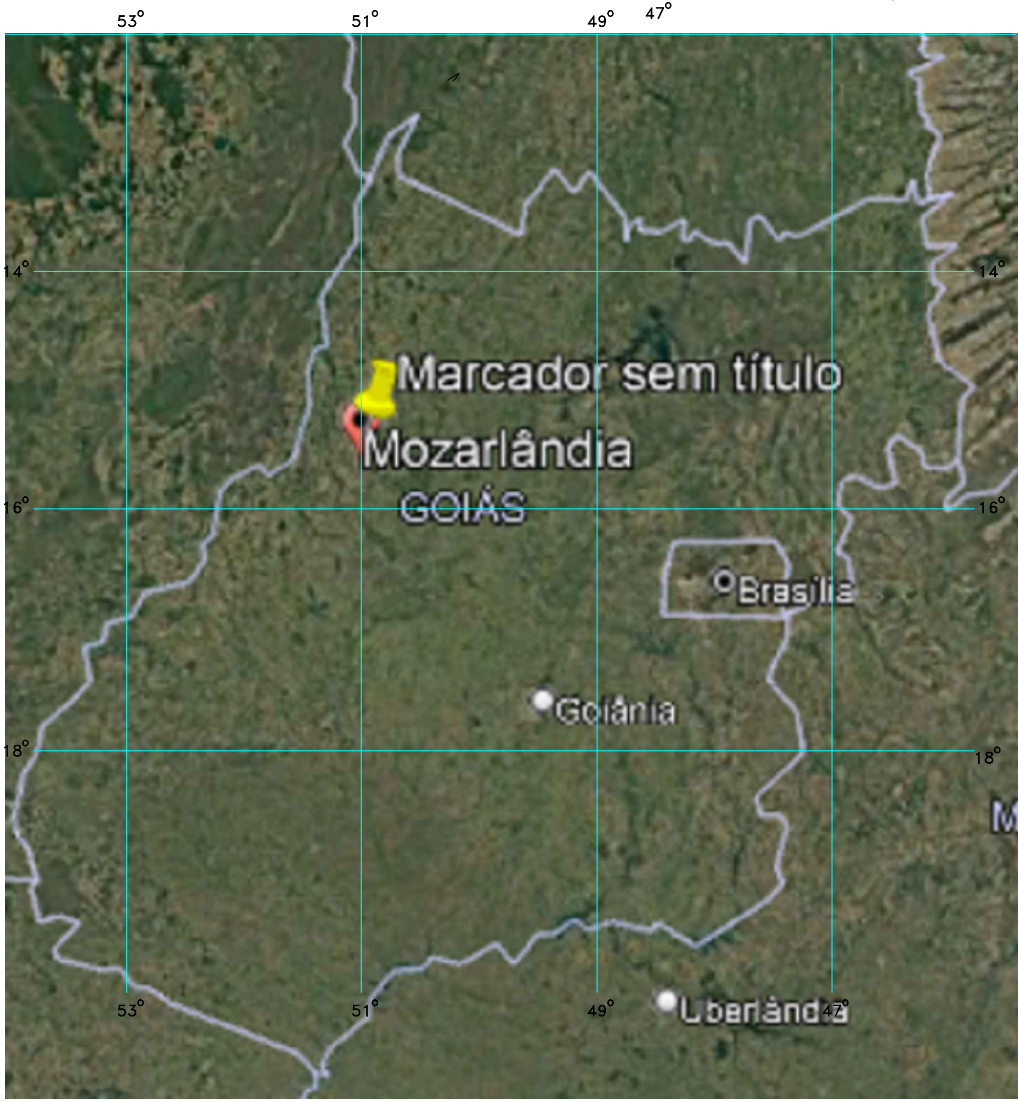 53° 51° 49° 47°
14° 14°
Marcador sem título
Mozarlândia
GOIÁS
16° 16°
Brasília
Goiânia
18° 18°
M
53° 51° 49° 47°
Uberlândia